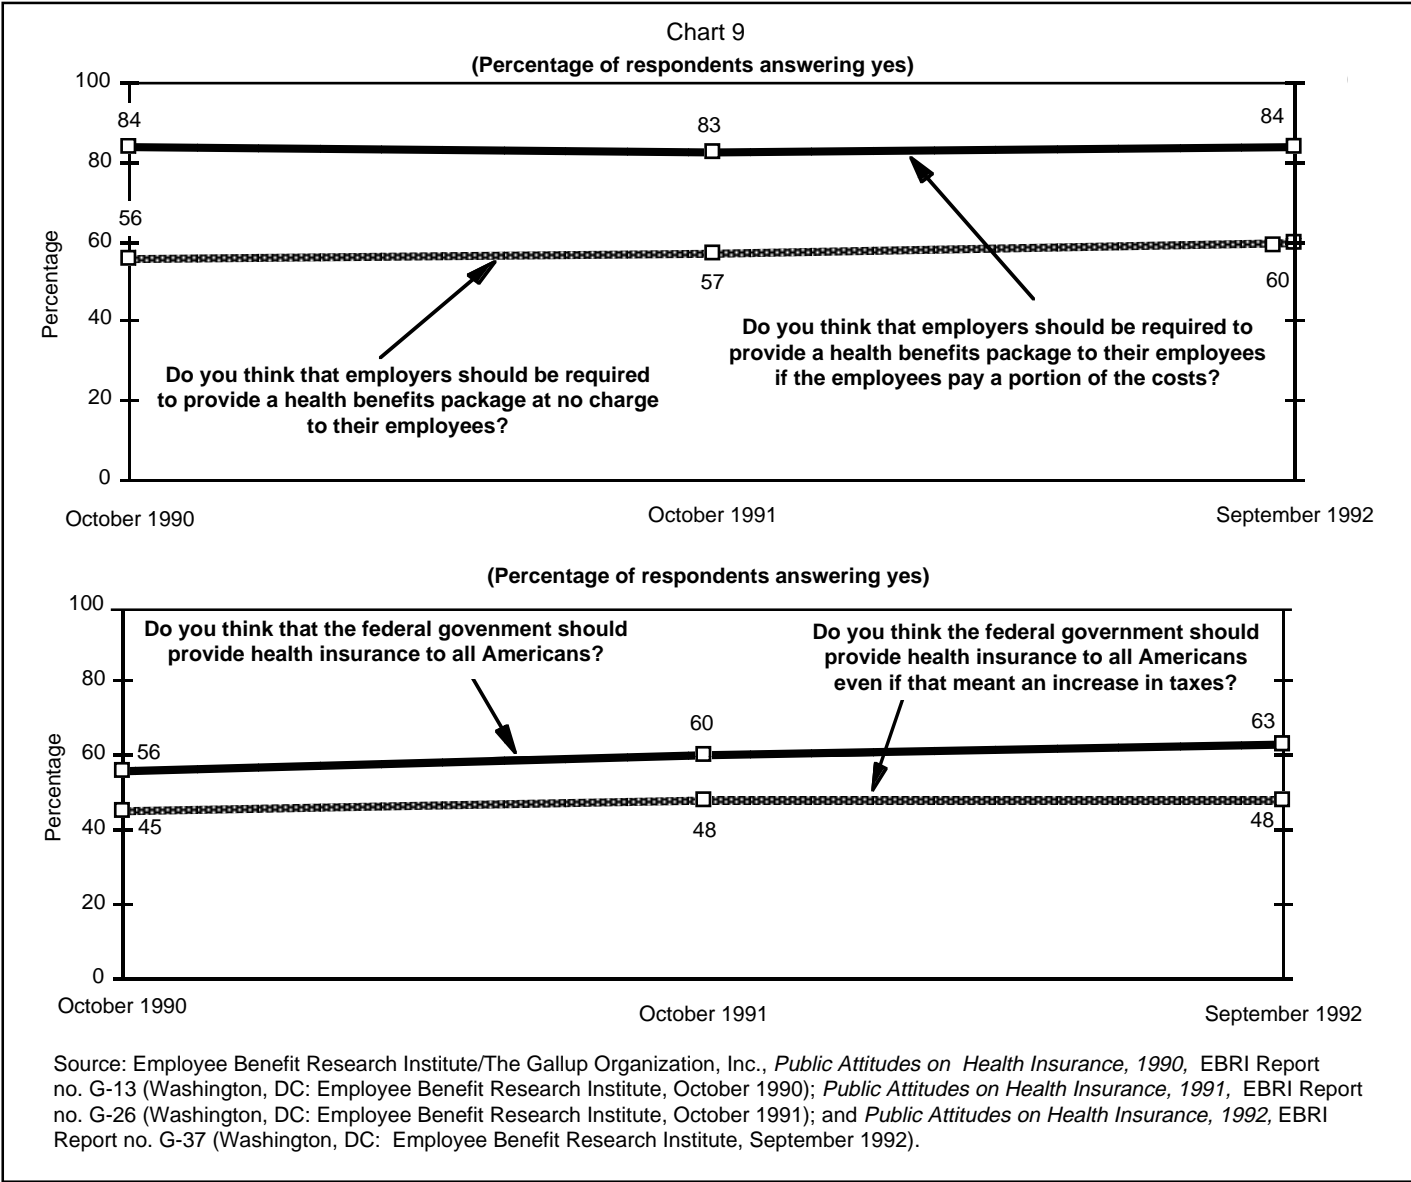 Chart 9
(Percentage of respondents answering yes)
100
84
83
84
80
56
60
57
60
Percentage
40
20
0
Do you think that employers should be required to
provide a health benefits package to their employees
if the employees pay a portion of the costs?
Do you think that employers should be required
to provide a health benefits package at no charge
to their employees?
October 1990
October 1991
September 1992
(Percentage of respondents answering yes)
100
Do you think that the federal govenment should
provide health insurance to all Americans?
Do you think the federal government should
provide health insurance to all Americans
even if that meant an increase in taxes?
80
60
56
60
63
Percentage
45
48
48
40
20
0
October 1990
October 1991
September 1992
Source: Employee Benefit Research Institute/The Gallup Organization, Inc., Public Attitudes on Health Insurance, 1990, EBRI Report
no. G-13 (Washington, DC: Employee Benefit Research Institute, October 1990); Public Attitudes on Health Insurance, 1991, EBRI Report
no. G-26 (Washington, DC: Employee Benefit Research Institute, October 1991); and Public Attitudes on Health Insurance, 1992, EBRI
Report no. G-37 (Washington, DC: Employee Benefit Research Institute, September 1992).